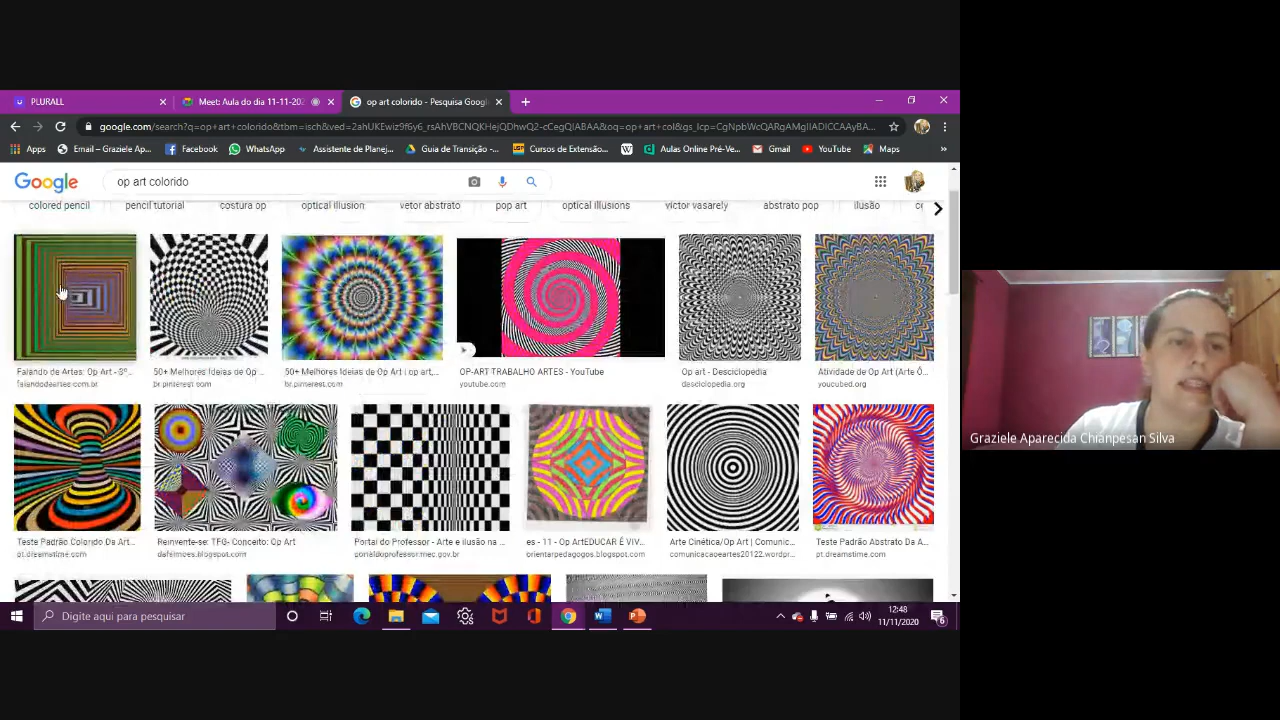 PLURALL
Meet: Aula do dia 11-11-202
op art colorido - Pesquisa Googl
google.com/search?q=op+art+colorido&tbm=isch&ved=2ahUKEwiz9f6y6_rsAhVBCNQKHejQDhwQ2-cCegQIABAA&oq=op+art+col&gs_lcp=CgNpbWcQARgAMgIIADICCAAyBA...
Apps
Email – Graziele Ap...
Facebook
WhatsApp
Assistente de Planej...
Guia de Transição -...
Cursos de Extensão...
Aulas Online Pré-Ve...
Gmail
YouTube
Maps
Google
op art colorido
colored pencil
pencil tutorial
costura op
optical illusion
vetor abstrato
pop art
optical illusions
victor vasarely
abstrato pop
ilusão
Falando de Artes: Op Art - 9º...
falandodeartes.com.br
50+ Melhores Ideias de Op ...
br.pinterest.com
50+ Melhores Ideias de Op Art | op art,...
br.pinterest.com
OP-ART TRABALHO ARTES - YouTube
youtube.com
Op art - Desciclopédia
desciclopedia.org
Atividade de Op Art (Arte Ó...
youcubed.org
Teste Padrão Colorido Da Art...
pt.dreamstime.com
Reinvente-se: TFG- Conceito: Op Art
dafsimoes.blogspot.com
Portal do Professor - Arte e ilusão na ...
portaldoprofessor.mec.gov.br
es - 11 - Op ArtEDUCAR É VIV...
orientarpedagogos.blogspot.com
Arte Cinética/Op Art | Comunic...
comunicacaoeartes20122.wordpr...
Teste Padrão Abstrato Da A...
pt.dreamstime.com
Graziele Aparecida Chianpesan Silva
Digite aqui para pesquisar
12:48
11/11/2020
6